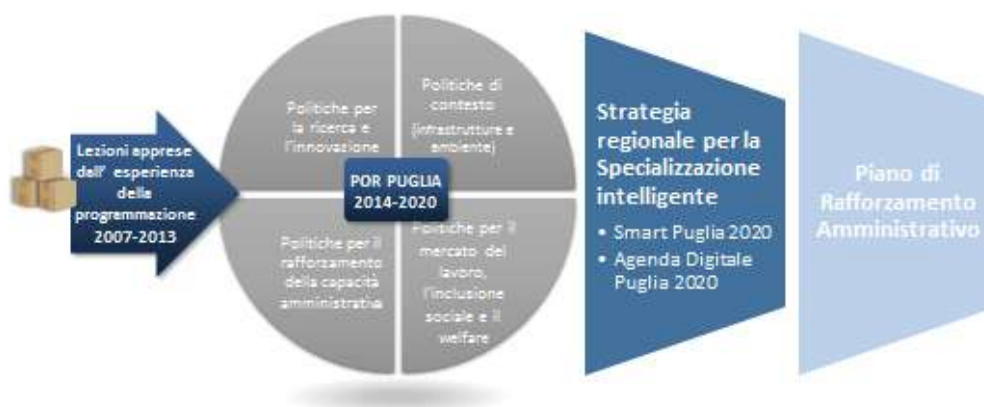 Lezioni apprese
dall' esperienza
della
programmazione
2007-2013
Politiche per
la ricerca e
l'innovazione
Politiche di
contesto
(infrastrutture e
ambiente)
POR PUGLIA
2014-2020
Politiche per il
rafforzamento
della capacità
amministrativa
Politiche per il
mercato del
lavoro,
l'inclusione
sociale e il
welfare
Strategia
regionale per la
Specializzazione
intelligente
• Smart Puglia 2020
• Agenda Digitale
Puglia 2020
Piano di
Rafforzamento
Amministrativo